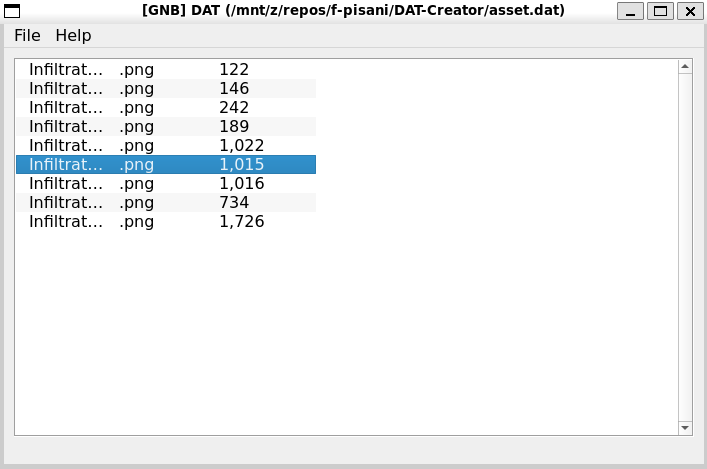 [GNB] DAT (/mnt/z/repos/f-pisani/DAT-Creator/asset.dat)
File Help
Infiltrat... .png 122
Infiltrat... .png 146
Infiltrat... .png 242
Infiltrat... .png 189
Infiltrat... .png 1,022
Infiltrat... .png 1,015
Infiltrat... .png 1,016
Infiltrat... .png 734
Infiltrat... .png 1,726